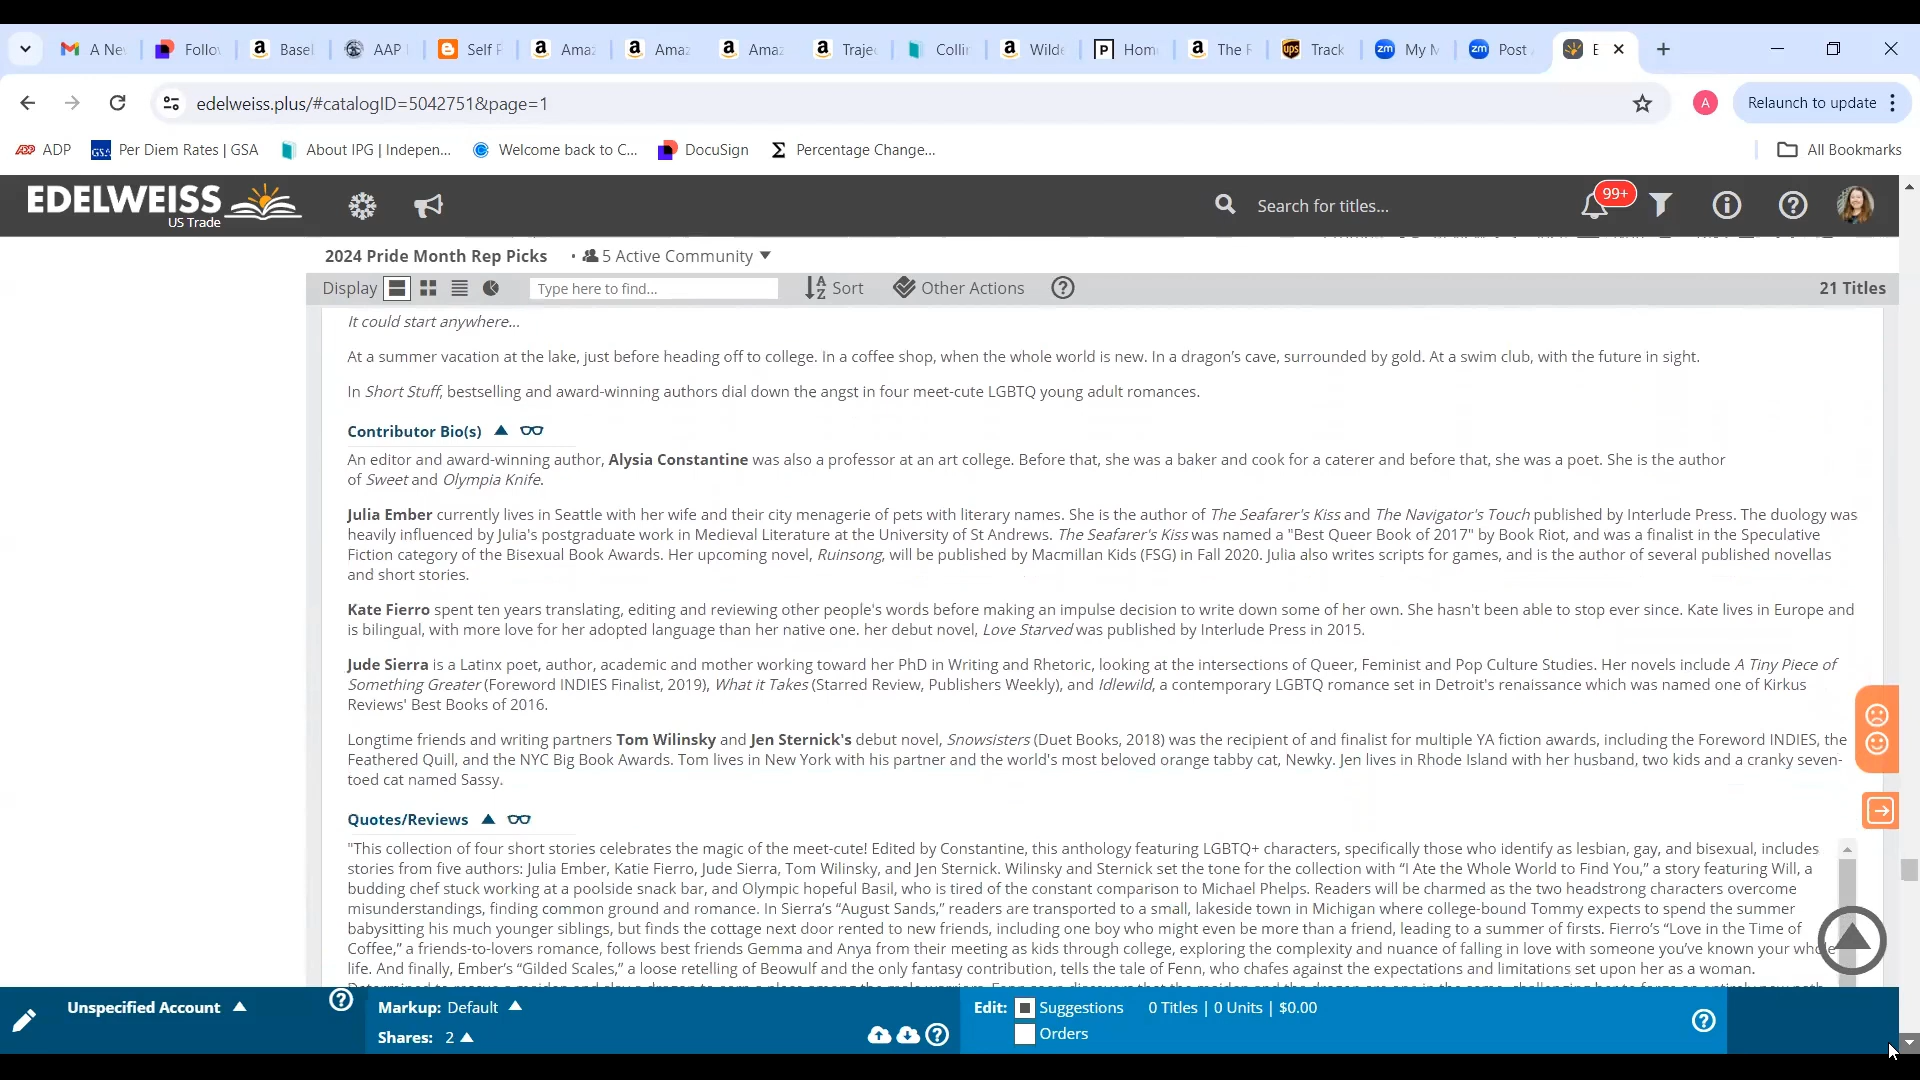 A Ne
Follo
Basel
AAP
Self P
Amaz
Amaz
Amaz
Traje
Collin
Wilde
Hom
The F
Track
My M
Post
E
edelweiss.plus/#catalogID=5042751&page=1
A
Relaunch to update
ADP
Per Diem Rates | GSA
About IPG | Indepen...
Welcome back to C...
DocuSign
Percentage Change...
All Bookmarks
EDELWEISS
US Trade
Search for titles...
99+
2024 Pride Month Rep Picks • 5 Active Community
Display
Type here to find...
Sort
Other Actions
21 Titles
It could start anywhere...
At a summer vacation at the lake, just before heading off to college. In a coffee shop, when the whole world is new. In a dragon's cave, surrounded by gold. At a swim club, with the future in sight.
In Short Stuff, bestselling and award-winning authors dial down the angst in four meet-cute LGBTQ young adult romances.
Contributor Bio(s)
An editor and award-winning author, Alysia Constantine was also a professor at an art college. Before that, she was a baker and cook for a caterer and before that, she was a poet. She is the author
of Sweet and Olympia Knife.
Julia Ember currently lives in Seattle with her wife and their city menagerie of pets with literary names. She is the author of The Seafarer's Kiss and The Navigator's Touch published by Interlude Press. The duology was
heavily influenced by Julia's postgraduate work in Medieval Literature at the University of St Andrews. The Seafarer's Kiss was named a "Best Queer Book of 2017" by Book Riot, and was a finalist in the Speculative
Fiction category of the Bisexual Book Awards. Her upcoming novel, Ruinsong, will be published by Macmillan Kids (FSG) in Fall 2020. Julia also writes scripts for games, and is the author of several published novellas
and short stories.
Kate Fierro spent ten years translating, editing and reviewing other people's words before making an impulse decision to write down some of her own. She hasn't been able to stop ever since. Kate lives in Europe and
is bilingual, with more love for her adopted language than her native one. her debut novel, Love Starved was published by Interlude Press in 2015.
Jude Sierra is a Latinx poet, author, academic and mother working toward her PhD in Writing and Rhetoric, looking at the intersections of Queer, Feminist and Pop Culture Studies. Her novels include A Tiny Piece of
Something Greater (Foreword INDIES Finalist, 2019), What it Takes (Starred Review, Publishers Weekly), and Idlewild, a contemporary LGBTQ romance set in Detroit's renaissance which was named one of Kirkus
Reviews' Best Books of 2016.
Longtime friends and writing partners Tom Wilinsky and Jen Sternick's debut novel, Snowsisters (Duet Books, 2018) was the recipient of and finalist for multiple YA fiction awards, including the Foreword INDIES, the
Feathered Quill, and the NYC Big Book Awards. Tom lives in New York with his partner and the world's most beloved orange tabby cat, Newky. Jen lives in Rhode Island with her husband, two kids and a cranky seven-
toed cat named Sassy.
Quotes/Reviews
"This collection of four short stories celebrates the magic of the meet-cute! Edited by Constantine, this anthology featuring LGBTQ+ characters, specifically those who identify as lesbian, gay, and bisexual, includes
stories from five authors: Julia Ember, Katie Fierro, Jude Sierra, Tom Wilinsky, and Jen Sternick. Wilinsky and Sternick set the tone for the collection with “I Ate the Whole World to Find You,” a story featuring Will, a
budding chef stuck working at a poolside snack bar, and Olympic hopeful Basil, who is tired of the constant comparison to Michael Phelps. Readers will be charmed as the two headstrong characters overcome
misunderstandings, finding common ground and romance. In Sierra’s “August Sands,” readers are transported to a small, lakeside town in Michigan where college-bound Tommy expects to spend the summer
babysitting his much younger siblings, but finds the cottage next door rented to new friends, including one boy who might even be more than a friend, leading to a summer of firsts. Fierro’s “Love in the Time of
Coffee,” a friends-to-lovers romance, follows best friends Gemma and Anya from their meeting as kids through college, exploring the complexity and nuance of falling in love with someone you’ve known your whole
life. And finally, Ember’s “Gilded Scales,” a loose retelling of Beowulf and the only fantasy contribution, tells the tale of Fenn, who chafes against the expectations and limitations set upon her as a woman.
Unspecified Account
Markup: Default
Shares: 2
Edit:
Suggestions
0 Titles | 0 Units | $0.00
Orders